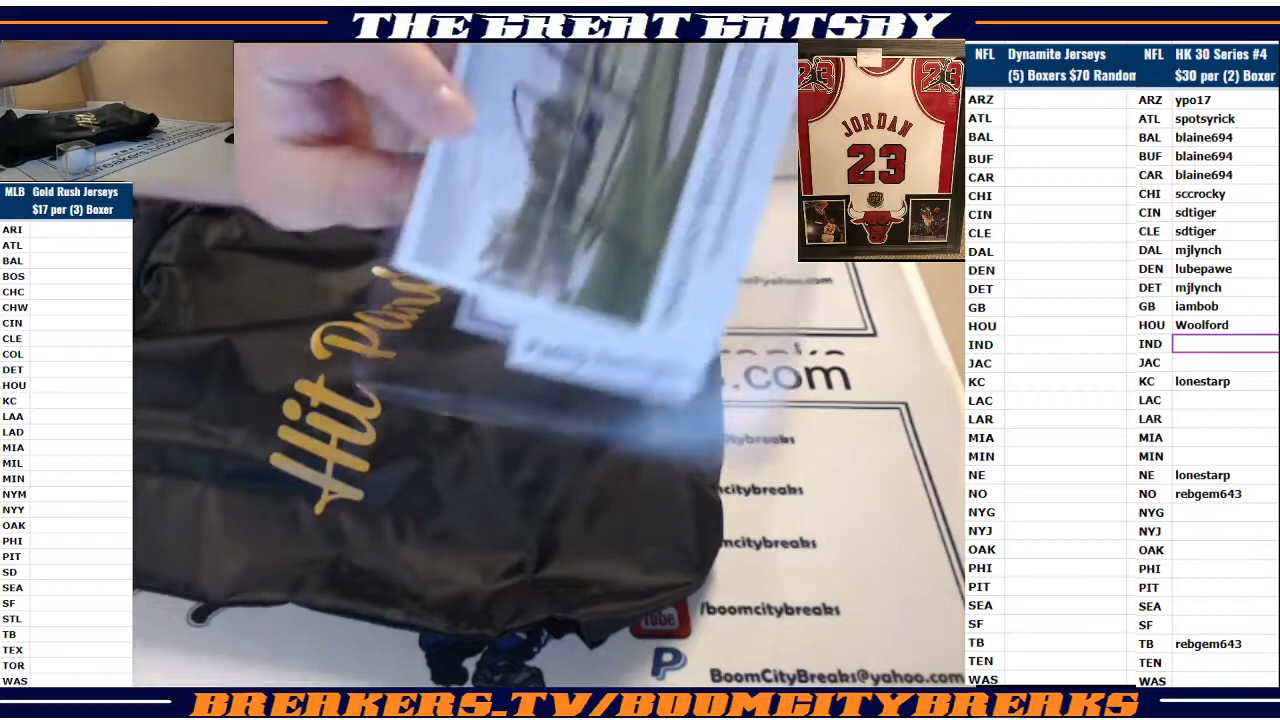 THE GREAT GATSBY
MLB Gold Rush Jerseys
$17 per (3) Boxer
ARI
ATL
BAL
BOS
CHC
CHW
CIN
CLE
COL
DET
HOU
KC
LAA
LAD
MIA
MIL
MIN
NYM
NYY
OAK
PHI
PIT
SD
SEA
SF
STL
TB
TEX
TOR
WAS
Hit
JORDAN
23
23
23
.com
mcitybreaks
/boomcitybreaks
BoomCityBreaks@yahoo.com
NFL Dynamite Jerseys
(5) Boxers $70 Random
ARZ
ATL
BAL
BUF
CAR
CHI
CIN
CLE
DAL
DEN
DET
GB
HOU
IND
JAC
KC
LAC
LAR
MIA
MIN
NE
NO
NYG
NYJ
OAK
PHI
PIT
SEA
SF
TB
TEN
WAS
NFL HK 30 Series #4
$30 per (2) Boxer
ARZ ypo17
ATL spotsyrick
BAL blaine694
BUF blaine694
CAR blaine694
CHI sccrocky
CIN sdtiger
CLE sdtiger
DAL mjlynch
DEN lubepawe
DET mjlynch
GB iambob
HOU Woolford
IND
JAC
KC lonestarp
LAC
LAR
MIA
MIN
NE lonestarp
NO rebgem643
NYG
NYJ
OAK
PHI
PIT
SEA
SF
TB rebgem643
TEN
WAS
BREAKERS.TV/BOOMCITYBREAKS